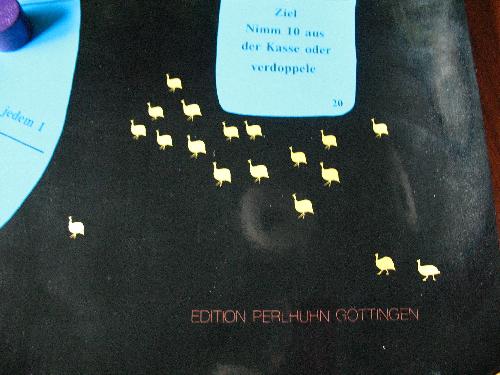 Ziel
Nimm 10 aus
der Kasse oder
verdoppele
20
jedem 1
EDITION PERLHUHN GÖTTINGEN